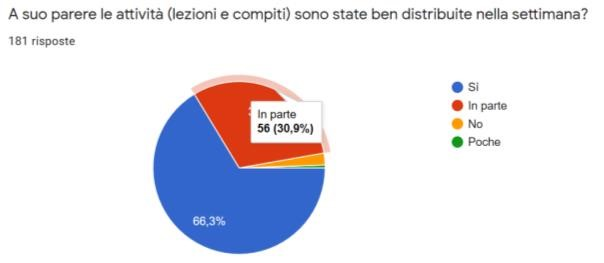 A suo parere le attività (lezioni e compiti) sono state ben distribuite nella settimana?
181 risposte
In parte
56 (30,9%)
66,3%
Sì
In parte
No
Poche